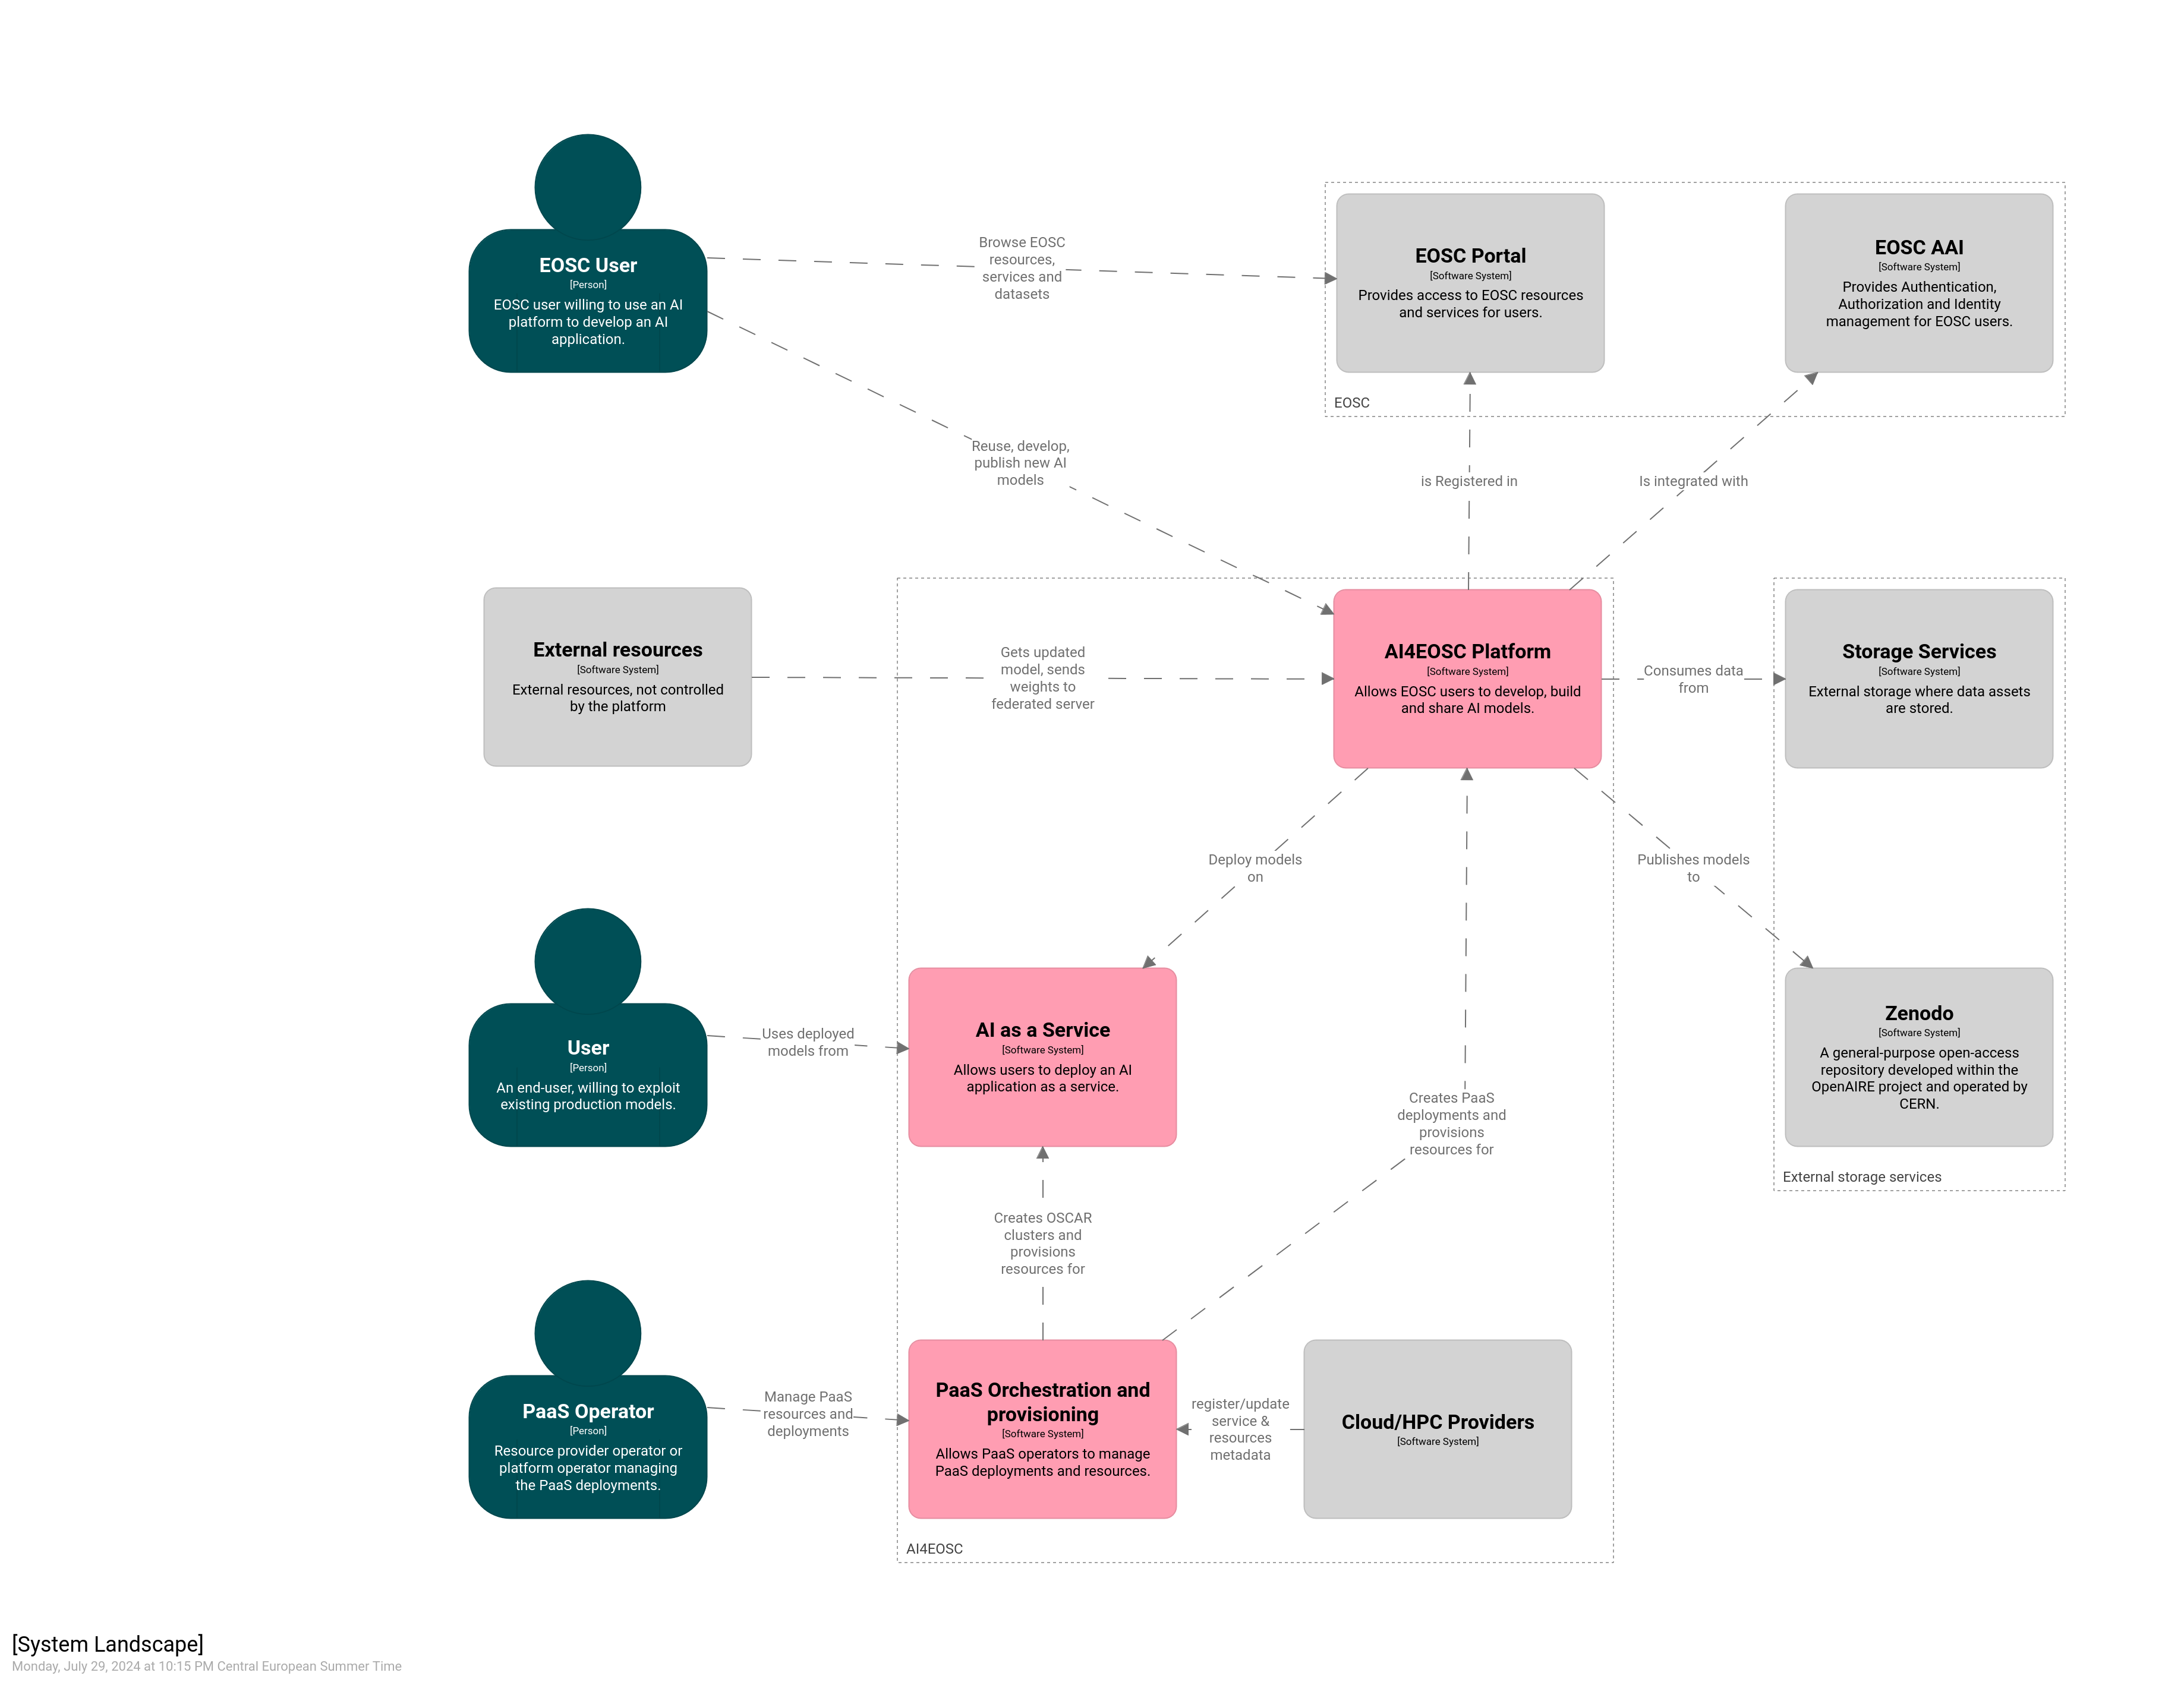 EOSC User
[Person]
EOSC user willing to use an AI
platform to develop an AI
application.
Browse EOSC
resources,
services and
datasets
EOSC Portal
[Software System]
Provides access to EOSC resources
and services for users.
EOSC AAI
[Software System]
Provides Authentication,
Authorization and Identity
management for EOSC users.
EOSC
Reuse, develop,
publish new AI
models
is Registered in
Is integrated with
External resources
[Software System]
External resources, not controlled
by the platform
Gets updated
model, sends
weights to
federated server
AI4EOSC Platform
[Software System]
Allows EOSC users to develop, build
and share AI models.
Consumes data
from
Storage Services
[Software System]
External storage where data assets
are stored.
Deploy models
on
Publishes models
to
User
[Person]
An end-user, willing to exploit
existing production models.
Uses deployed
models from
AI as a Service
[Software System]
Allows users to deploy an AI
application as a service.
Zenodo
[Software System]
A general-purpose open-access
repository developed within the
OpenAIRE project and operated by
CERN.
External storage services
Creates PaaS
deployments and
provisions
resources for
Creates OSCAR
clusters and
provisions
resources for
PaaS Operator
[Person]
Resource provider operator or
platform operator managing
the PaaS deployments.
Manage PaaS
resources and
deployments
PaaS Orchestration and
provisioning
[Software System]
Allows PaaS operators to manage
PaaS deployments and resources.
register/update
service &
resources
metadata
Cloud/HPC Providers
[Software System]
AI4EOSC
[System Landscape]
Monday, July 29, 2024 at 10:15 PM Central European Summer Time